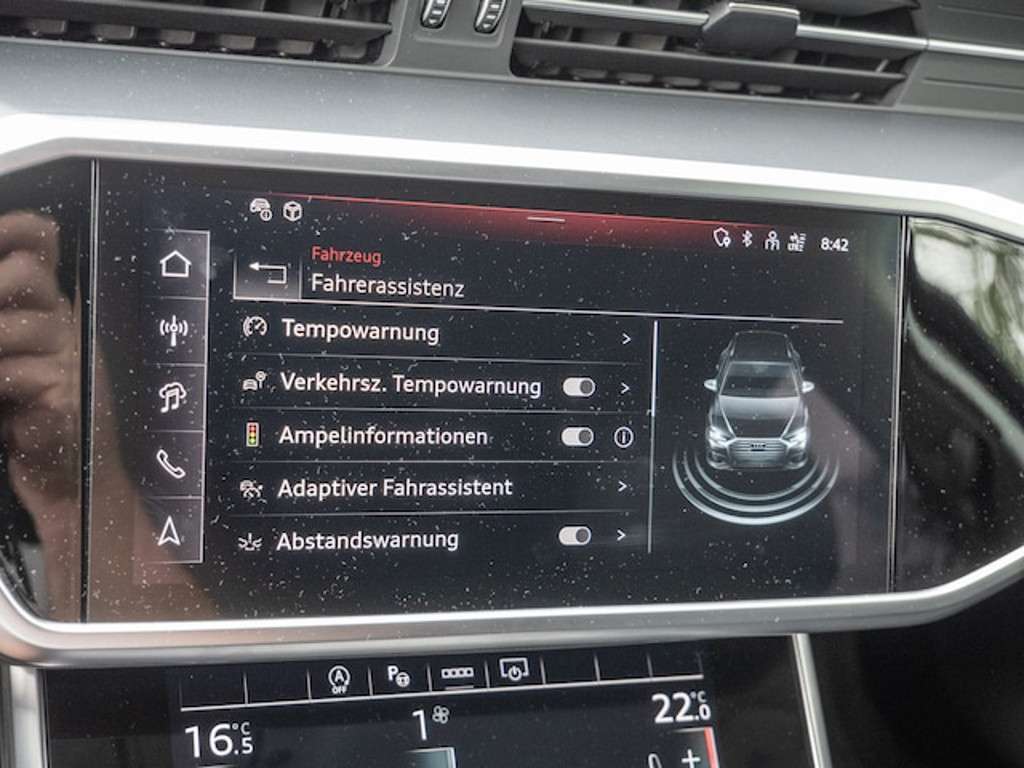 8:42
Fahrzeug
Fahrerassistenz
Tempowarnung
Verkehrsz. Tempowarnung
Ampelinformationen
Adaptiver Fahrassistent
Abstandswarnung
A
OFF
P
16.5 °C
1
22.0 °C
+